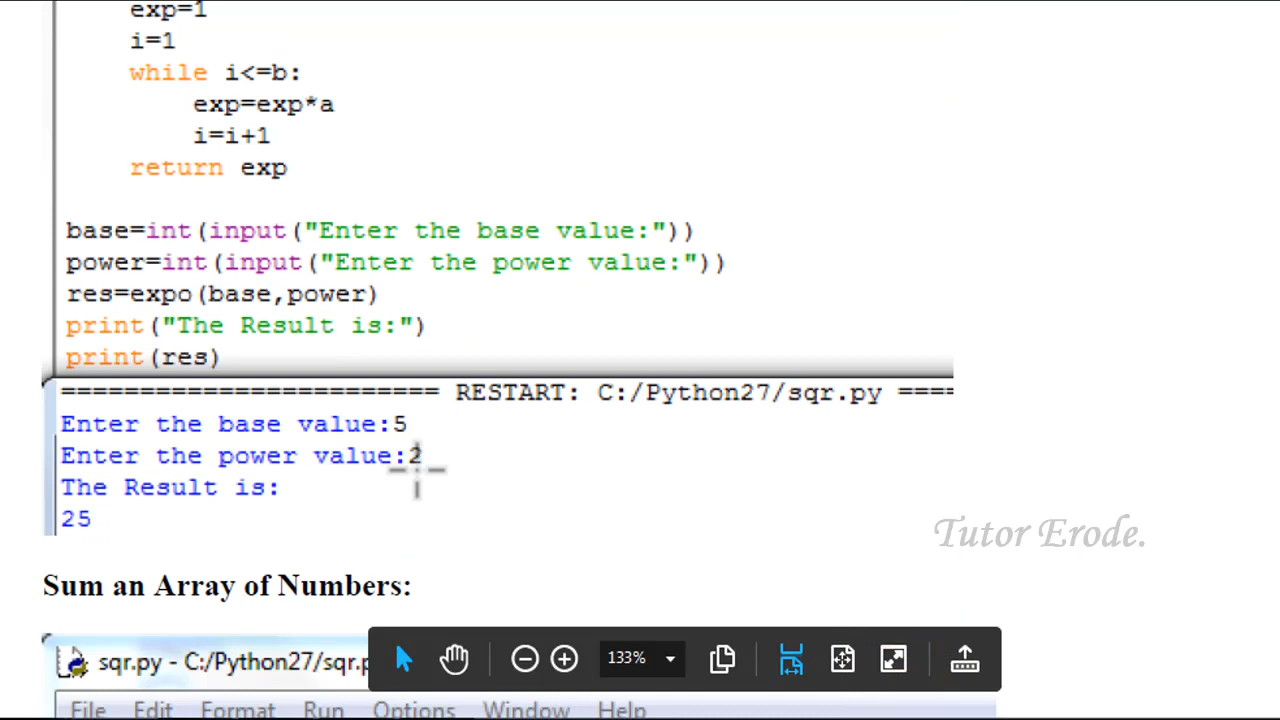 exp=1
i=1
while i<=b:
exp=exp*a
i=i+1
return exp
base=int(input("Enter the base value:"))
power=int(input("Enter the power value:"))
res=expo(base,power)
print("The Result is:")
print(res)
========================= RESTART: C:/Python27/sqr.py ====
Enter the base value:5
Enter the power value:2
The Result is:
25
Tutor Erode.
Sum an Array of Numbers:
sqr.py - C:/Python27/sqr.p
133%
File Edit Format Run Options Window Help